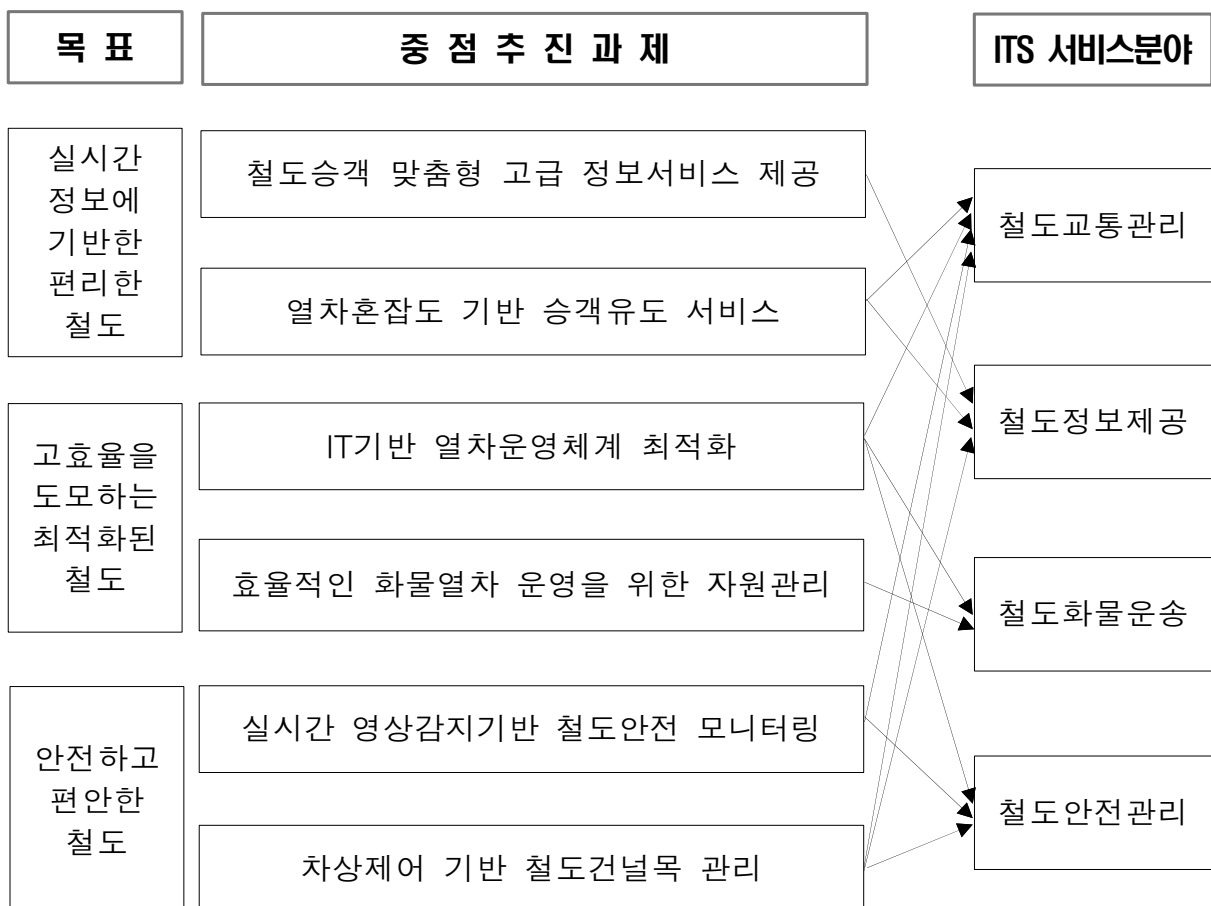 목 표
중 점 추 진 과 제
ITS 서비스분야
실시간
정보에
기반한
편리한
철도
철도승객 맞춤형 고급 정보서비스 제공
열차혼잡도 기반 승객유도 서비스
고효율을
도모하는
최적화된
철도
IT기반 열차운영체계 최적화
효율적인 화물열차 운영을 위한 자원관리
안전하고
편안한
철도
실시간 영상감지기반 철도안전 모니터링
차상제어 기반 철도건널목 관리
철도교통관리
철도정보제공
철도화물운송
철도안전관리